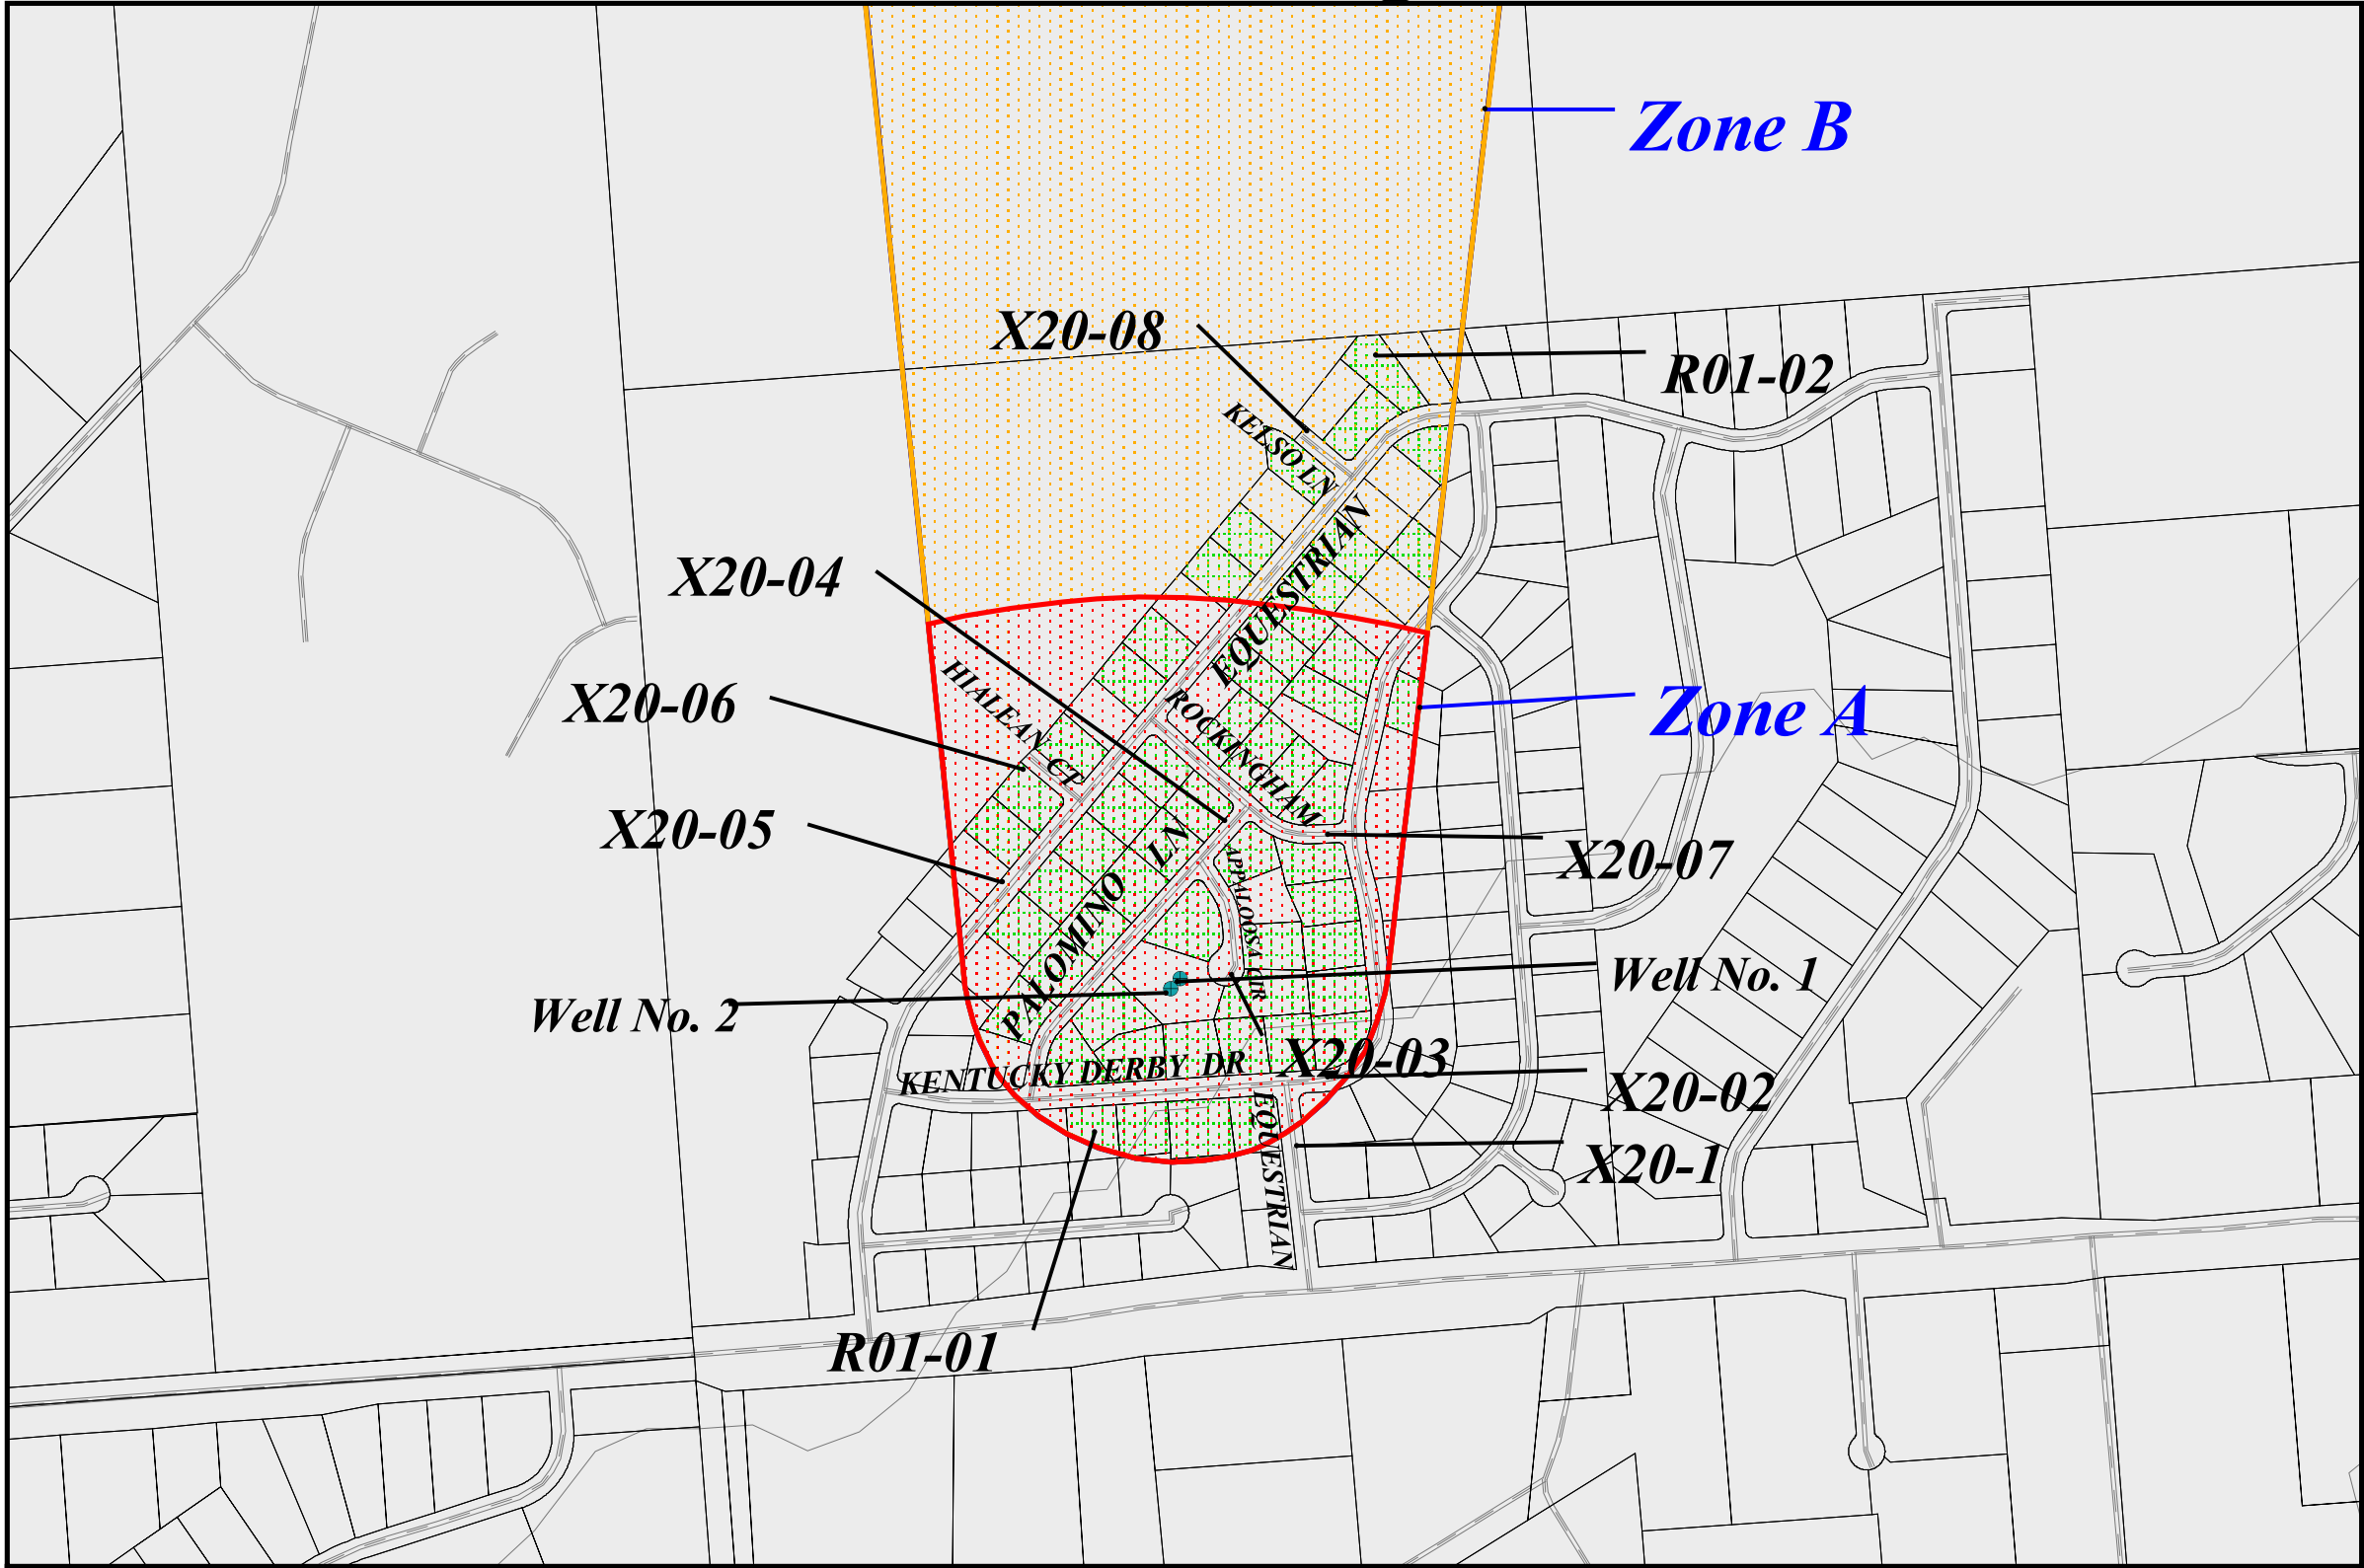 Zone B
X20-08
R01-02
KELSO LN
EQUESTRIAN
X20-04
HIALEAN CT
X20-06
ROCKINGHAM
Zone A
X20-05
PALOMINO LN
APPALOOSA CIR
X20-07
Well No. 1
Well No. 2
X20-03
KENTUCKY DERBY DR
X20-02
EQUESTRIAN
X20-1
R01-01